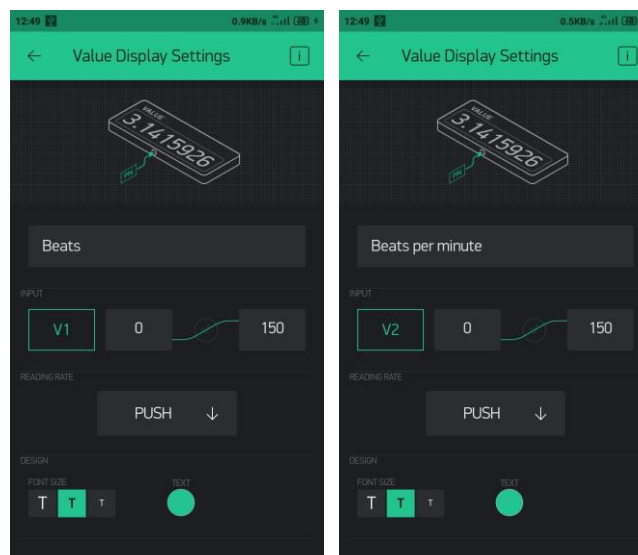 12:49 0.9KB/s 60
← Value Display Settings i
VALUE
3.1415926
PIN
Beats
INPUT
V1 0 150
READING RATE
PUSH ↓
DESIGN
FONT SIZE TEXT
T T T
12:49 0.5KB/s 60
← Value Display Settings i
VALUE
3.1415926
PIN
Beats per minute
INPUT
V2 0 150
READING RATE
PUSH ↓
DESIGN
FONT SIZE TEXT
T T T